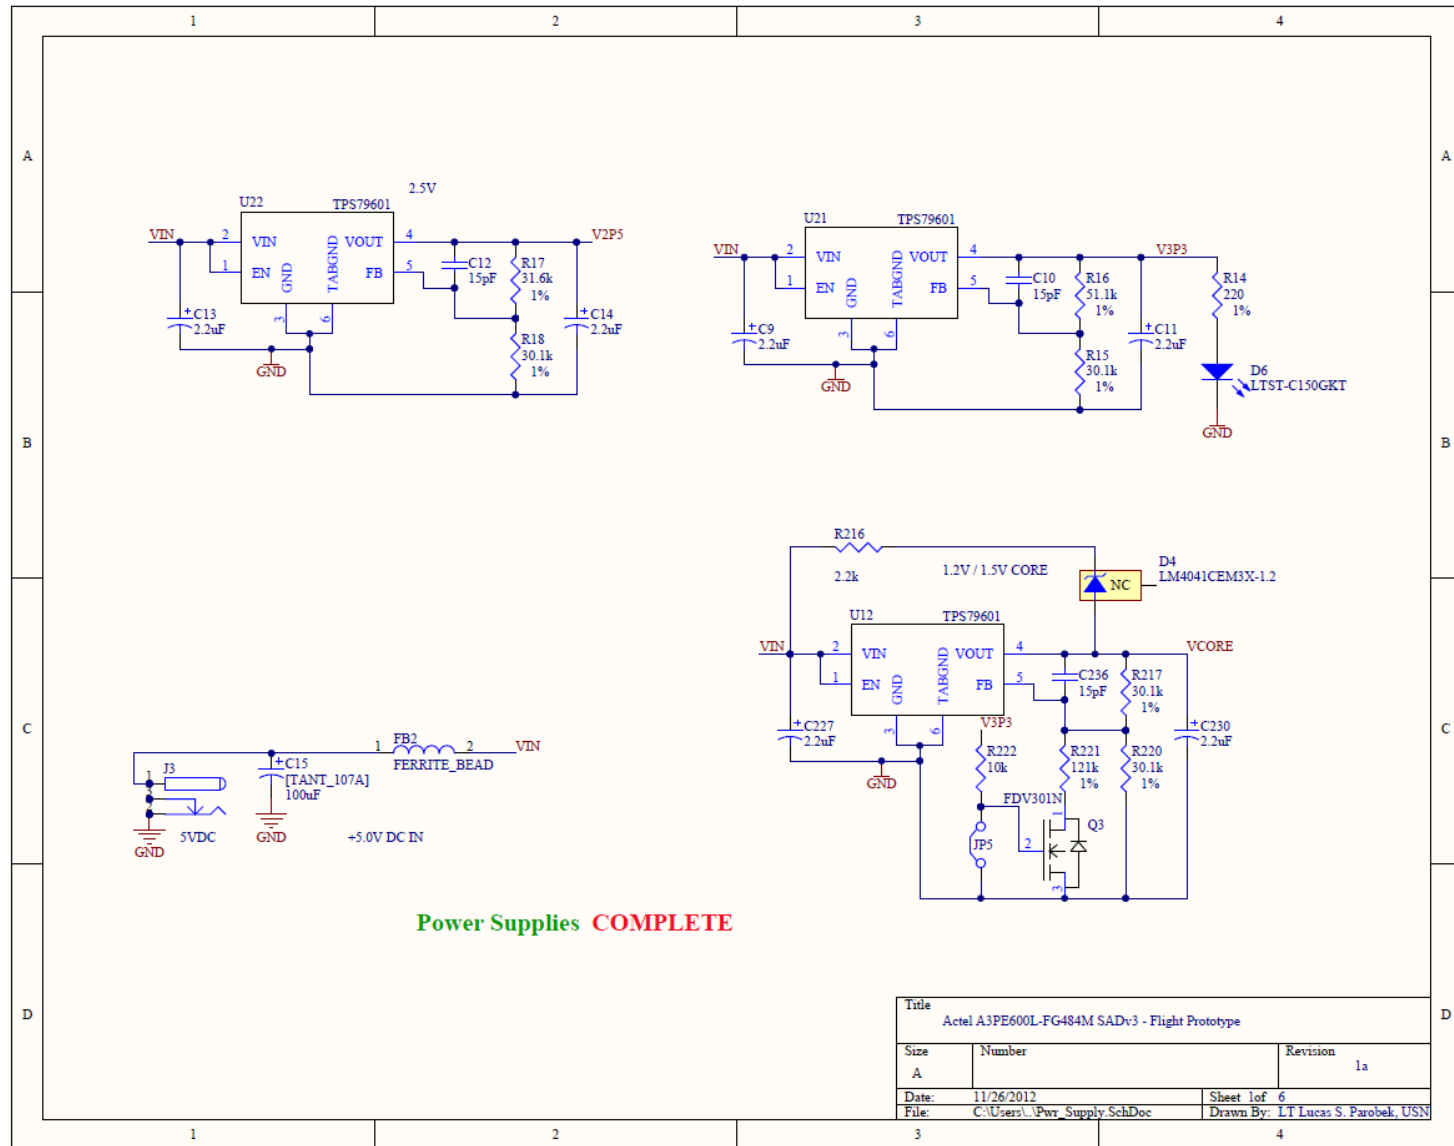 1 2 3 4
A A
B B
C C
D D
2.5V
U22 TPS79601
VIN 2 VIN VOUT 4 V2P5
1 EN FB 5
GND TABGND
3 6
C12
15pF
R17
31.6k
1%
C13
2.2uF
C14
2.2uF
R18
30.1k
1%
GND
U21 TPS79601
VIN 2 VIN VOUT 4 V3P3
1 EN FB 5
GND TABGND
3 6
C10
15pF
R16
51.1k
1%
R14
220
1%
C9
2.2uF
C11
2.2uF
R15
30.1k
1%
GND
D6
LTST-C150GKT
GND
R216
2.2k
1.2V / 1.5V CORE
D4
LM4041CEM3X-1.2
NC
U12 TPS79601
VIN 2 VIN VOUT 4 VCORE
1 EN FB 5
GND TABGND
3 6
C236
15pF
R217
30.1k
1%
C227
2.2uF
V3P3
C230
2.2uF
R222
10k
R221
121k
1%
R220
30.1k
1%
GND
FDV301N
1
2
3
Q3
JP5
1 FB2 2 VIN
FERRITE_BEAD
J3
1
3
2
5VDC
GND
C15
[TANT_107A]
100uF
GND
+5.0V DC IN
Power Supplies COMPLETE
Title
Actel A3PE600L-FG484M SADv3 - Flight Prototype
Size Number Revision
A 1a
Date: 11/26/2012 Sheet 1of 6
File: C:\Users\..\Pwr_Supply.SchDoc Drawn By: LT Lucas S. Parobek, USN
1 2 3 4